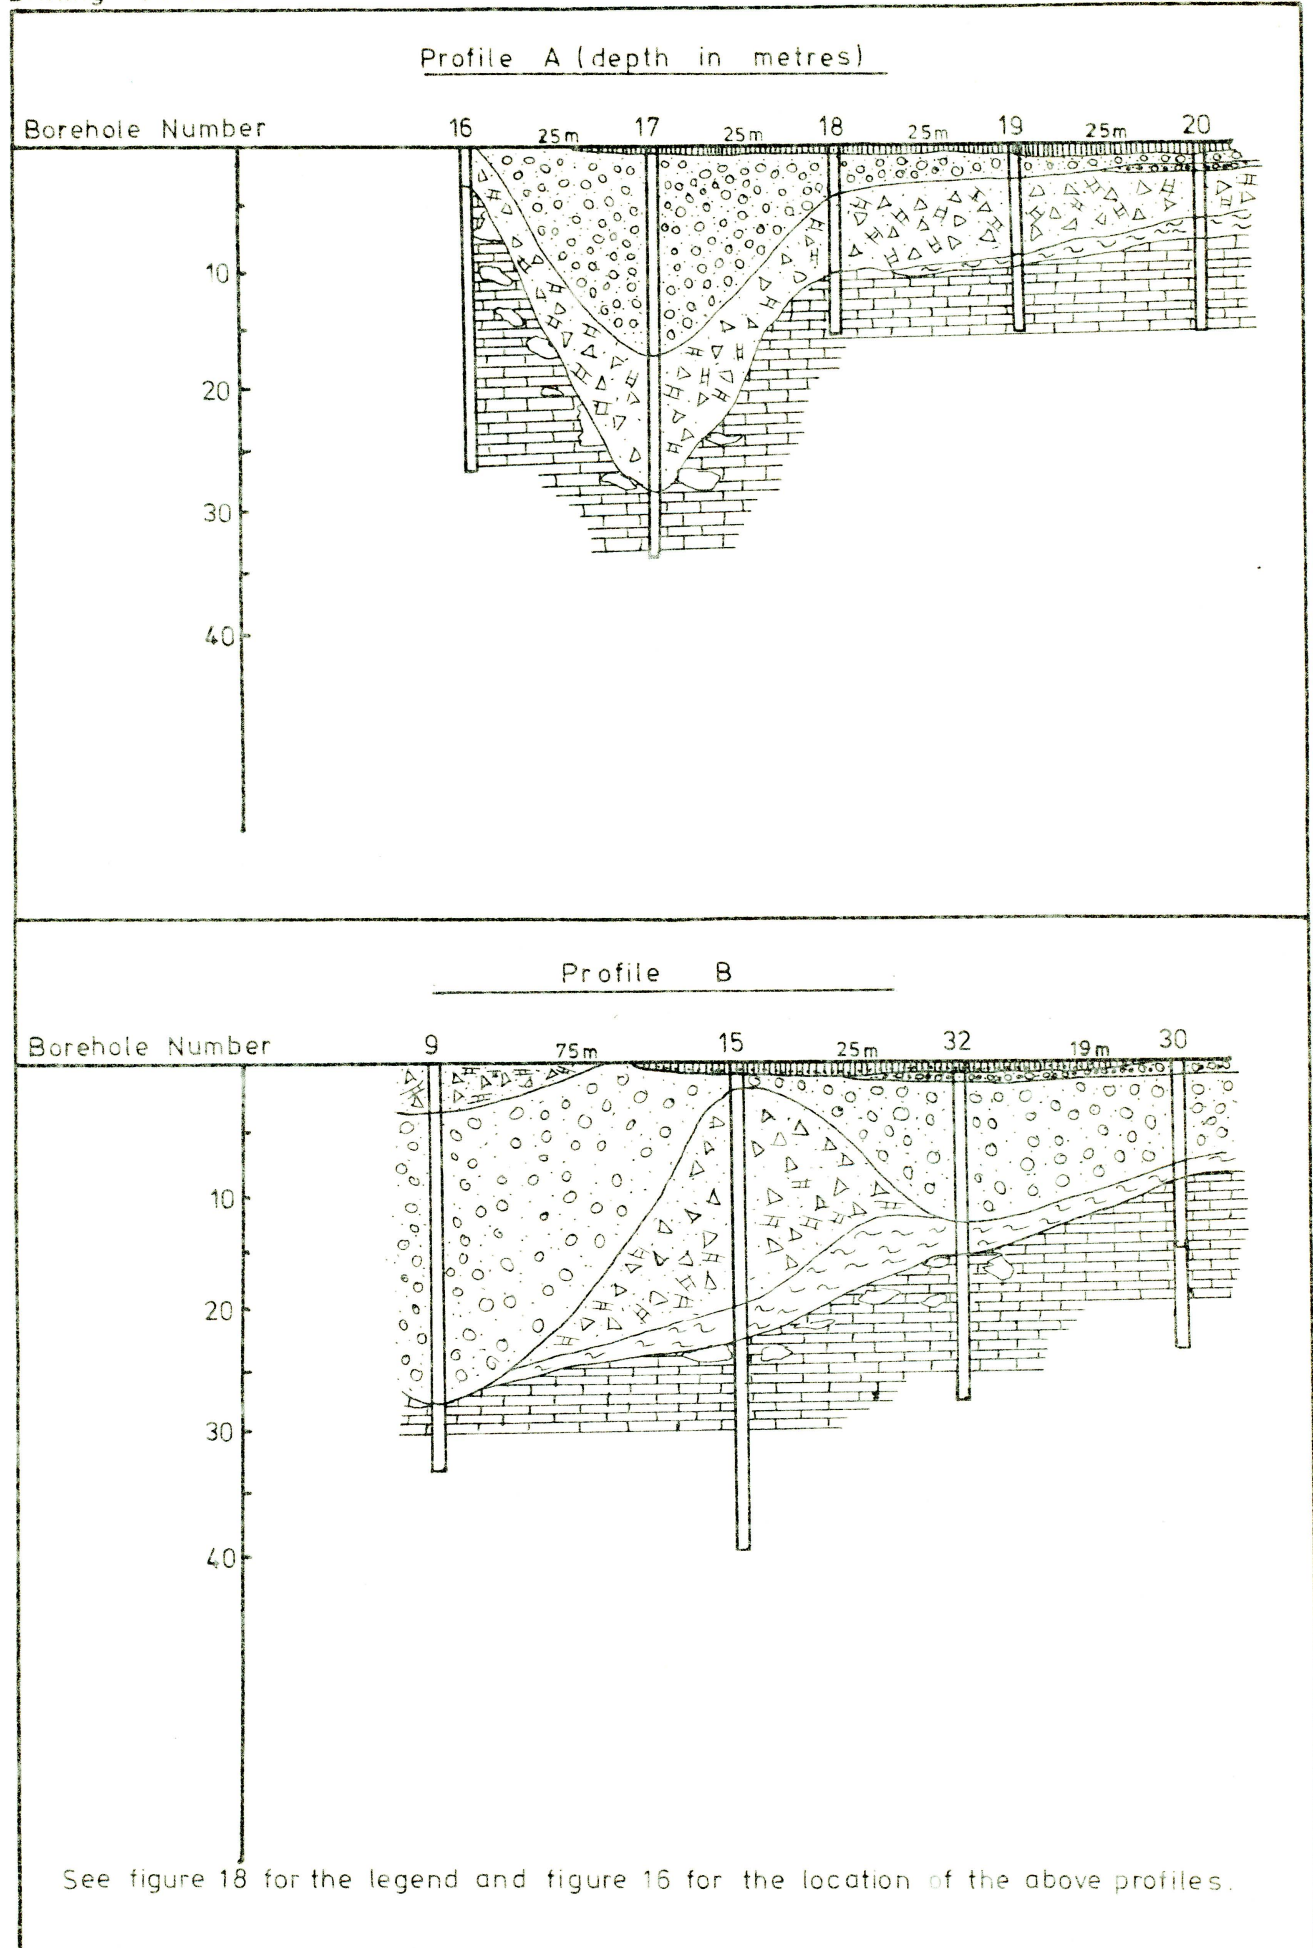 Profile A (depth in metres)
Borehole Number 16 25m 17 25m 18 25m 19 25m 20
10
20
30
40
Profile B
Borehole Number 9 75m 15 25m 32 19m 30
10
20
30
40
See figure 18 for the legend and figure 16 for the location of the above profiles.